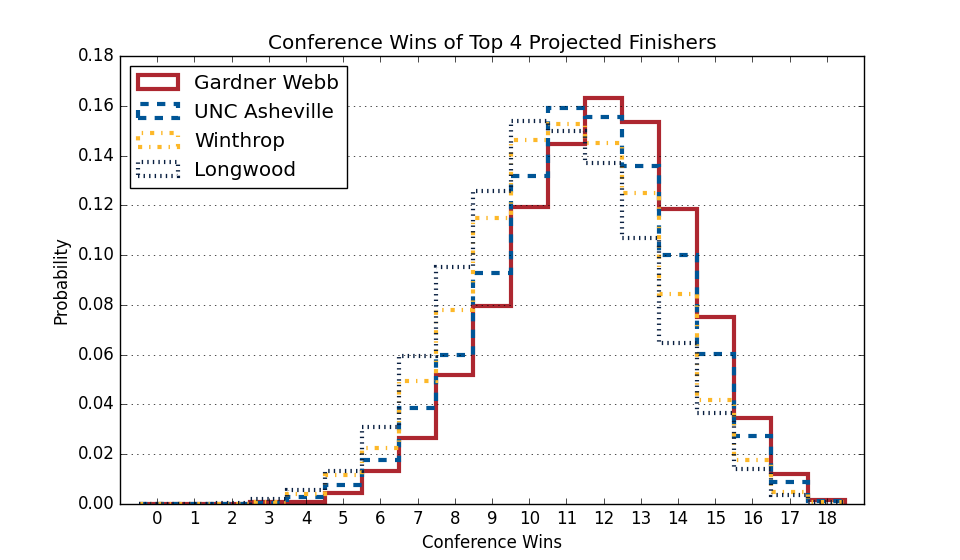 Conference Wins of Top 4 Projected Finishers
0.18
0.16
0.14
0.12
0.10
0.08
0.06
0.04
0.02
0.00
Probability
Gardner Webb
UNC Asheville
Winthrop
Longwood
0 1 2 3 4 5 6 7 8 9 10 11 12 13 14 15 16 17 18
Conference Wins